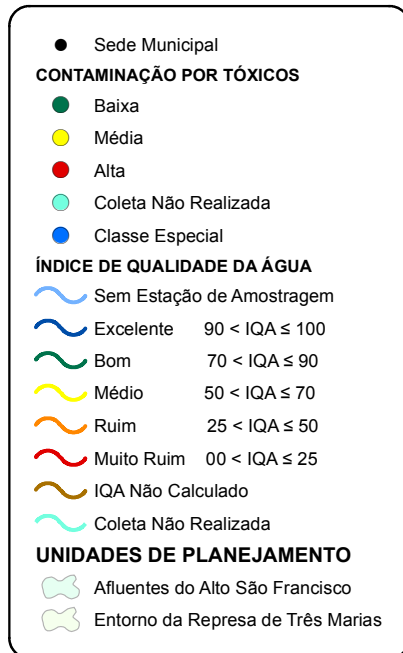 Sede Municipal
CONTAMINAÇÃO POR TÓXICOS
Baixa
Média
Alta
Coleta Não Realizada
Classe Especial
ÍNDICE DE QUALIDADE DA ÁGUA
Sem Estação de Amostragem
Excelente 90 < IQA ≤ 100
Bom 70 < IQA ≤ 90
Médio 50 < IQA ≤ 70
Ruim 25 < IQA ≤ 50
Muito Ruim 00 < IQA ≤ 25
IQA Não Calculado
Coleta Não Realizada
UNIDADES DE PLANEJAMENTO
Afluentes do Alto São Francisco
Entorno da Represa de Três Marias